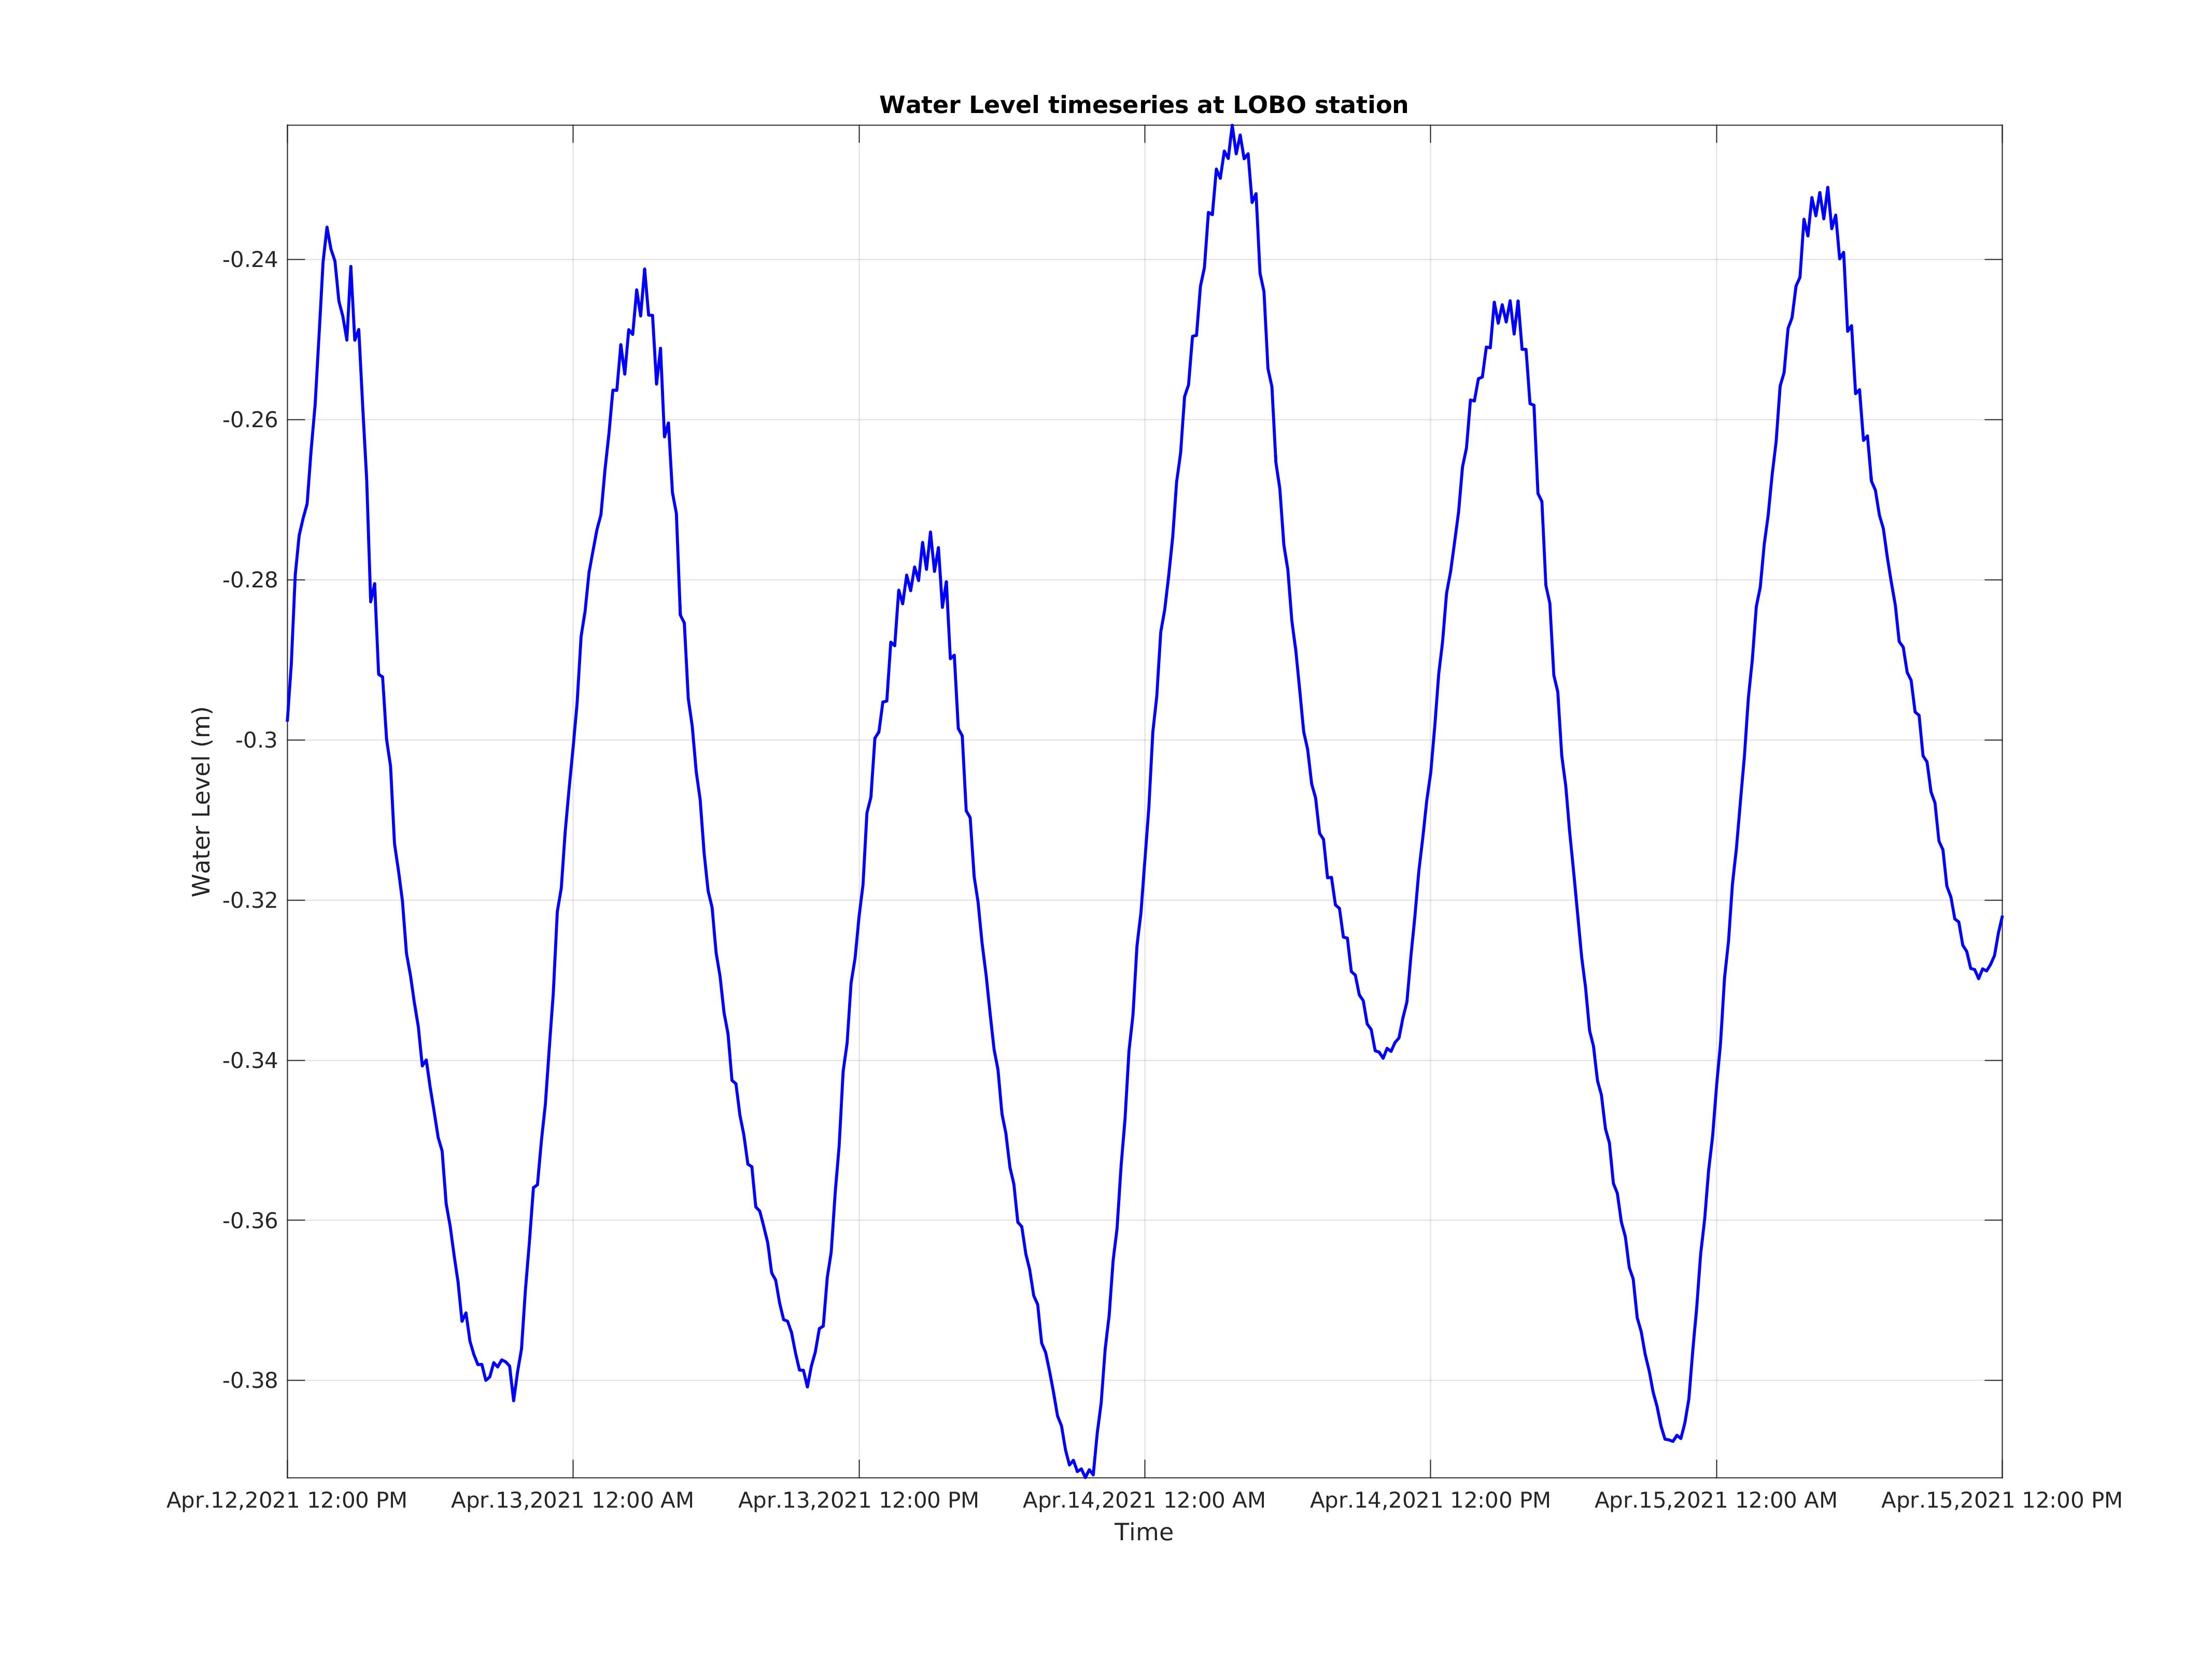 Water Level timeseries at LOBO station
-0.24
-0.26
-0.28
-0.3
-0.32
-0.34
-0.36
-0.38
Water Level (m)
Apr.12,2021 12:00 PM Apr.13,2021 12:00 AM Apr.13,2021 12:00 PM Apr.14,2021 12:00 AM Apr.14,2021 12:00 PM Apr.15,2021 12:00 AM Apr.15,2021 12:00 PM
Time